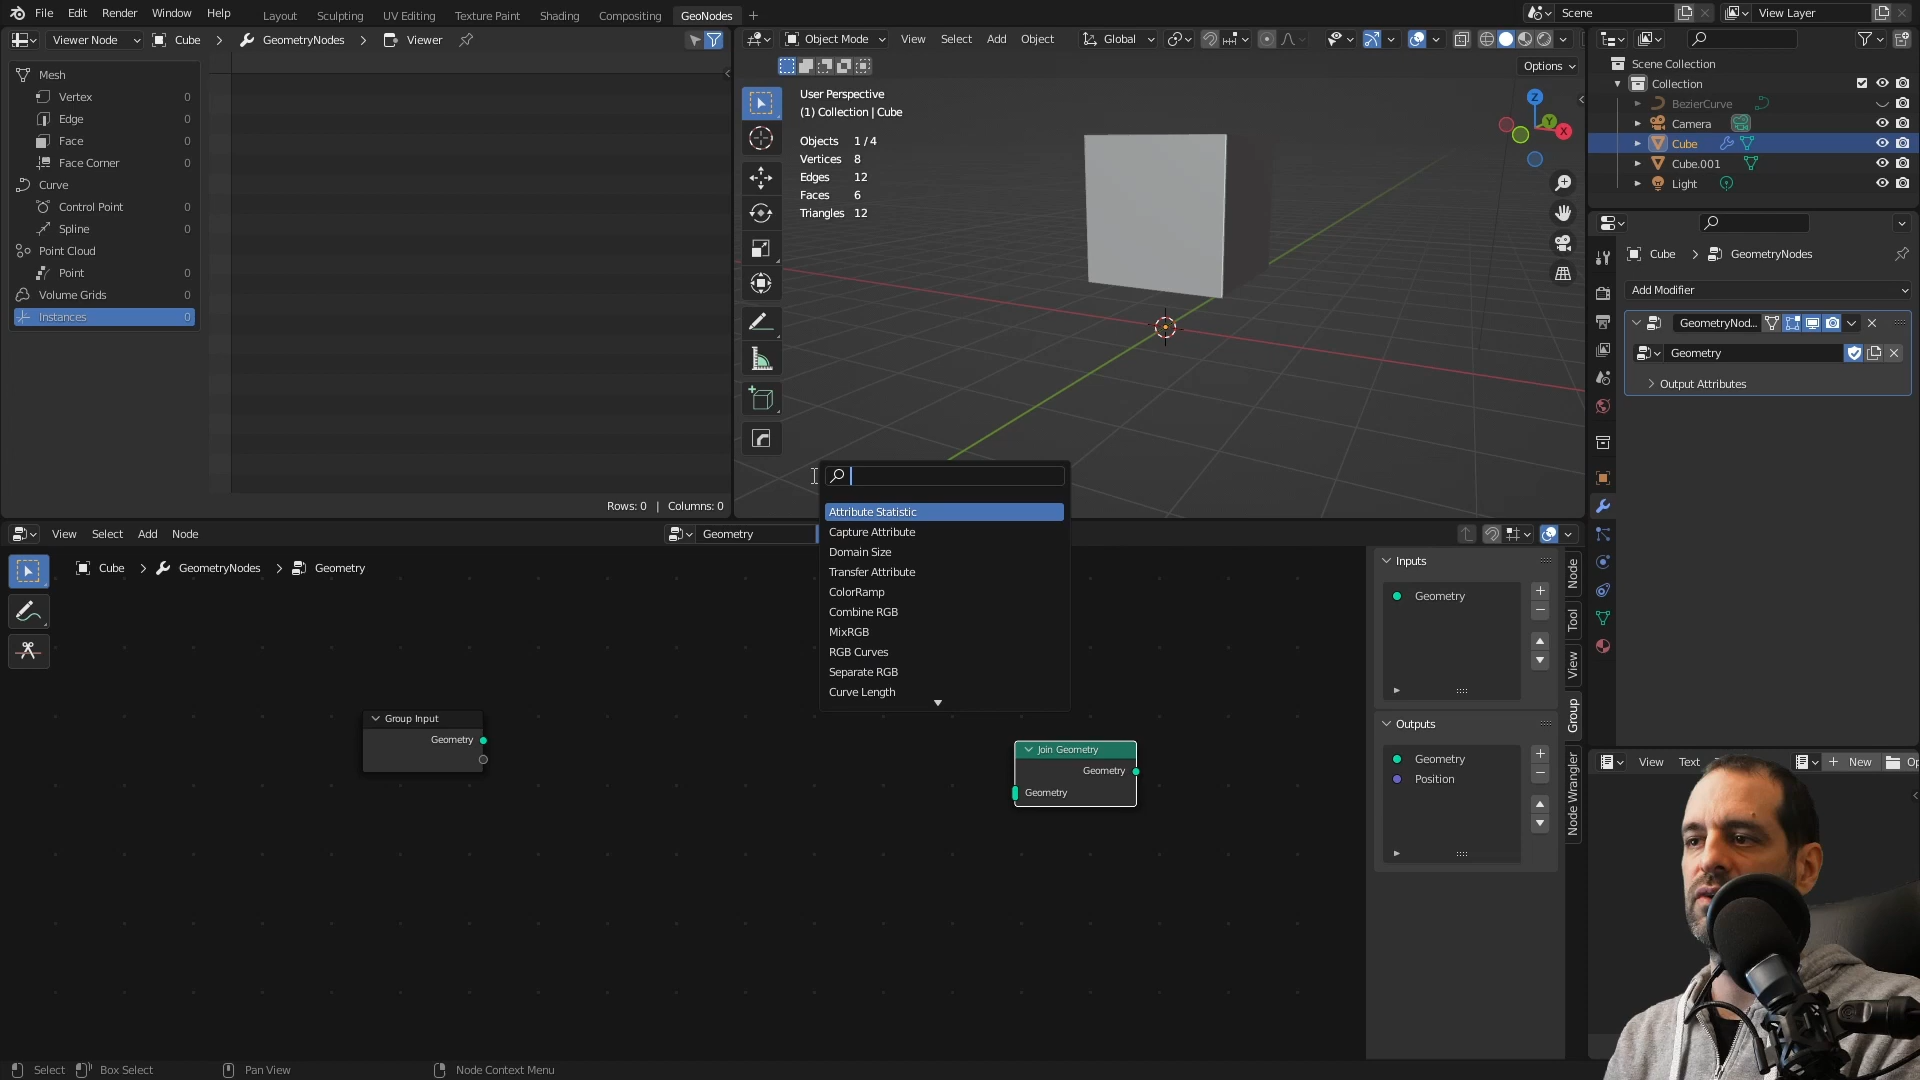 File Edit Render Window Help
Layout Sculpting UV Editing Texture Paint Shading Compositing GeoNodes +
Scene
View Layer
Viewer Node Cube > GeometryNodes > Viewer
Mesh
Vertex 0
Edge 0
Face 0
Face Corner 0
Curve
Control Point 0
Spline 0
Point Cloud
Point 0
Volume Grids 0
Instances 0
Rows: 0 | Columns: 0
Object Mode View Select Add Object Global
Options
User Perspective
(1) Collection | Cube
Objects 1 / 4
Vertices 8
Edges 12
Faces 6
Triangles 12
Z
Y
X
Scene Collection
Collection
BezierCurve
Camera
Cube
Cube.001
Light
Cube > GeometryNodes
Add Modifier
GeometryNod...
Geometry
Output Attributes
Attribute Statistic
Capture Attribute
Domain Size
Transfer Attribute
ColorRamp
Combine RGB
MixRGB
RGB Curves
Separate RGB
Curve Length
View Select Add Node
Geometry
Cube > GeometryNodes > Geometry
Group Input
Geometry
Join Geometry
Geometry
Geometry
Inputs
Geometry
Outputs
Geometry
Position
Node
Tool
View
Group
Node Wrangler
View Text
New
Op
Select Box Select Pan View Node Context Menu